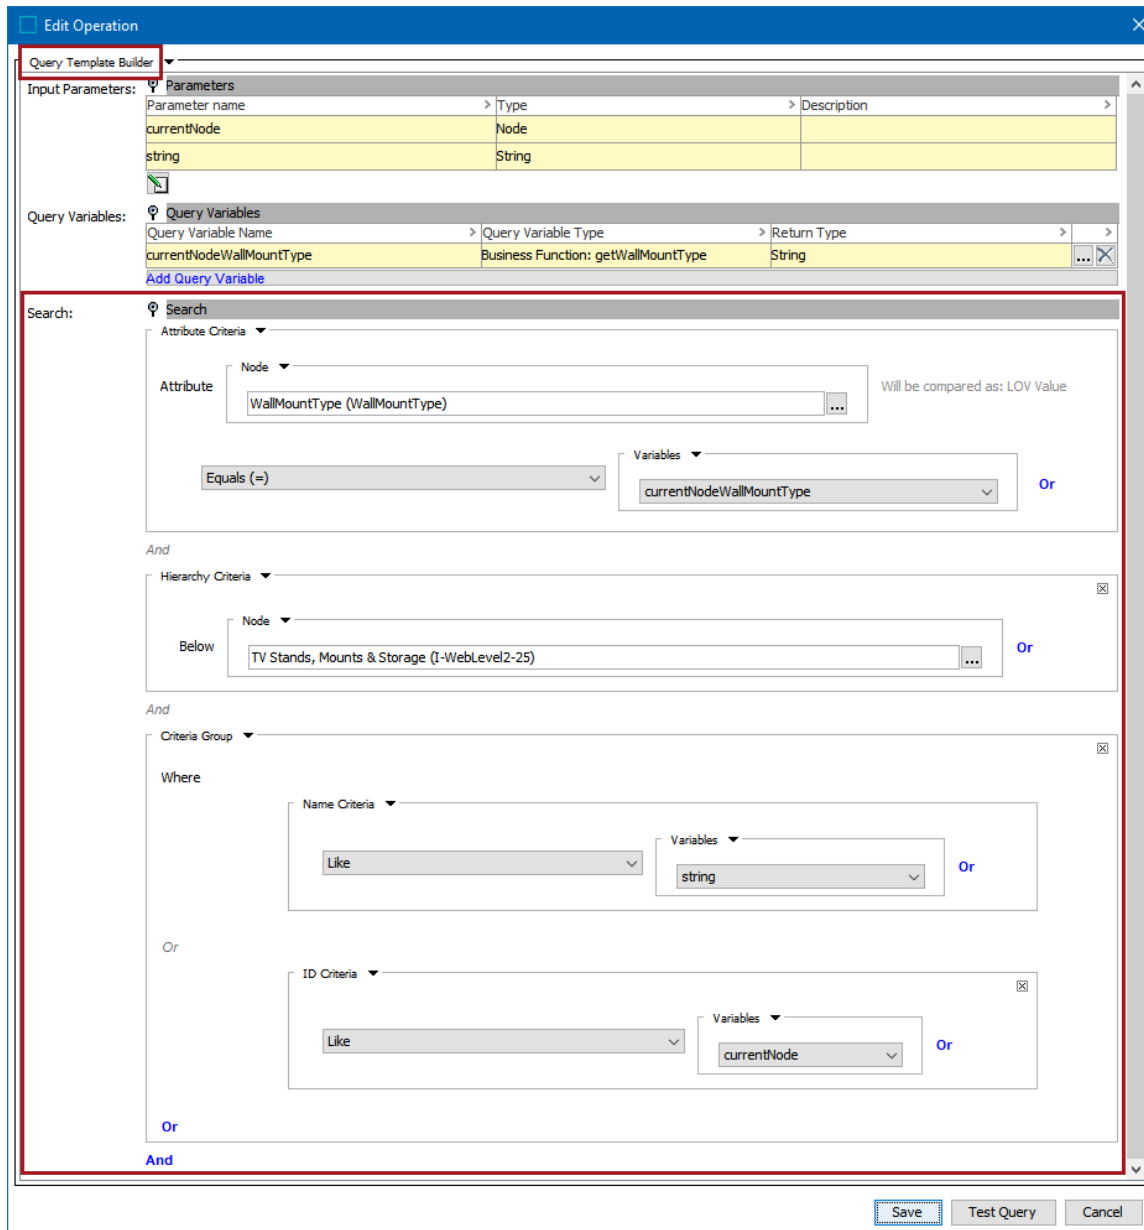 Edit Operation
Query Template Builder
Input Parameters: Parameters
Parameter name > Type > Description >
currentNode Node
string String
Query Variables: Query Variables
Query Variable Name > Query Variable Type > Return Type > >
currentNodeWallMountType Business Function: getWallMountType String ...
Add Query Variable
Search: Search
Attribute Criteria
Node
Attribute WallMountType (WallMountType) ... Will be compared as: LOV Value
Variables
Equals (=) currentNodeWallMountType Or
And
Hierarchy Criteria
Node
Below TV Stands, Mounts & Storage (I-WebLevel2-25) ... Or
And
Criteria Group
Where
Name Criteria
Variables
Like string Or
Or
ID Criteria
Variables
Like currentNode Or
Or
And
Save Test Query Cancel